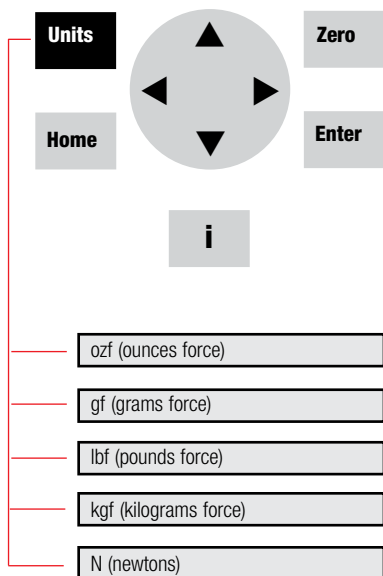 Units
Zero
Home
Enter
i
ozf (ounces force)
gf (grams force)
lbf (pounds force)
kgf (kilograms force)
N (newtons)